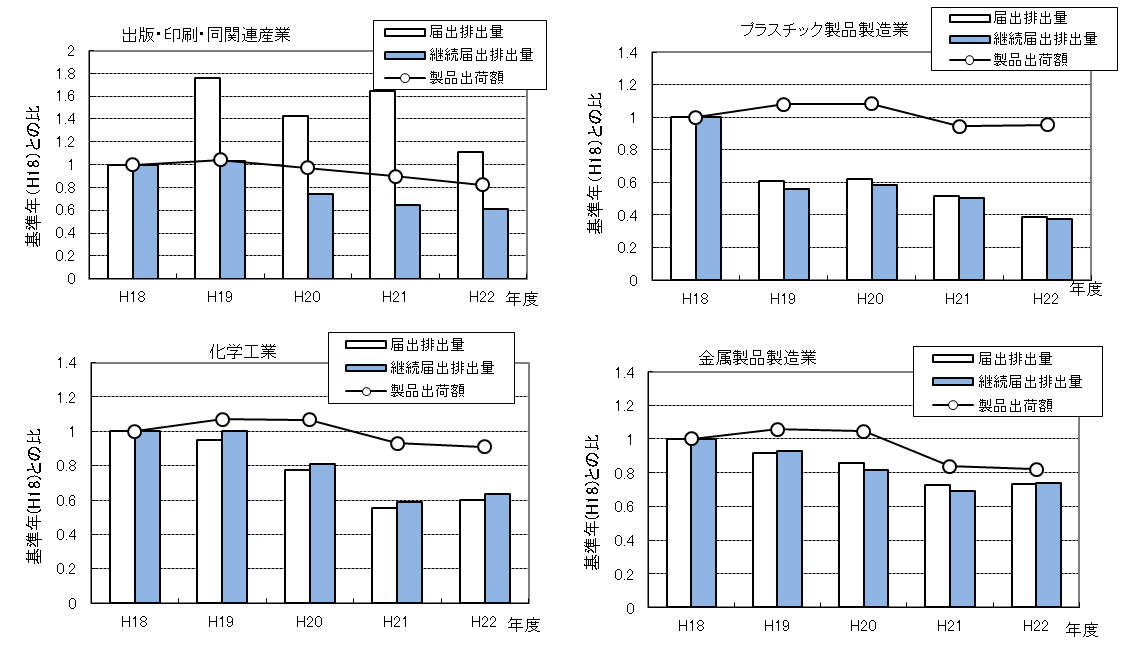 出版・印刷・同関連産業
届出排出量
継続届出排出量
製品出荷額
基準年(H18)との比
2
1.8
1.6
1.4
1.2
1
0.8
0.6
0.4
0.2
0
H18 H19 H20 H21 H22 年度
プラスチック製品製造業
届出排出量
継続届出排出量
製品出荷額
基準年(H18)との比
1.4
1.2
1
0.8
0.6
0.4
0.2
0
H18 H19 H20 H21 H22 年度
化学工業
届出排出量
継続届出排出量
製品出荷額
基準年(H18)との比
1.4
1.2
1
0.8
0.6
0.4
0.2
0
H18 H19 H20 H21 H22 年度
金属製品製造業
届出排出量
継続届出排出量
製品出荷額
基準年(H18)との比
1.4
1.2
1
0.8
0.6
0.4
0.2
0
H18 H19 H20 H21 H22 年度